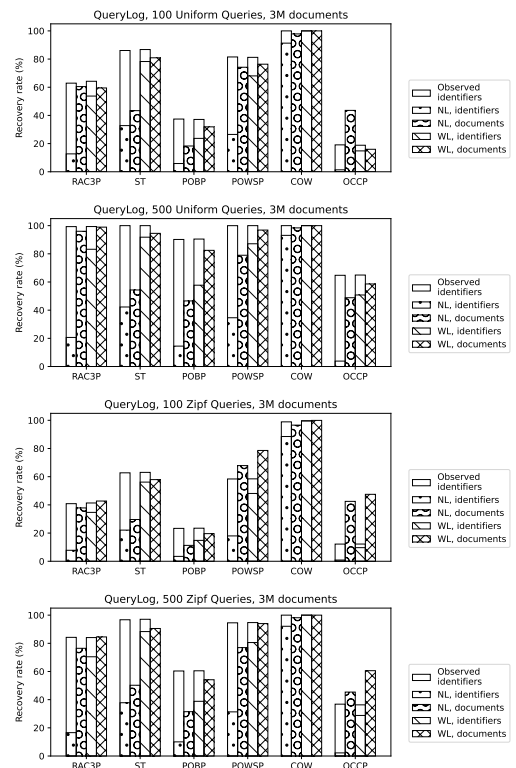 QueryLog, 100 Uniform Queries, 3M documents
100
80
60
40
20
0
Recovery rate (%)
RAC3P ST POBP POWSP COW OCCP
Observed
identifiers
NL, identifiers
NL, documents
WL, identifiers
WL, documents
QueryLog, 500 Uniform Queries, 3M documents
100
80
60
40
20
0
Recovery rate (%)
RAC3P ST POBP POWSP COW OCCP
Observed
identifiers
NL, identifiers
NL, documents
WL, identifiers
WL, documents
QueryLog, 100 Zipf Queries, 3M documents
100
80
60
40
20
0
Recovery rate (%)
RAC3P ST POBP POWSP COW OCCP
Observed
identifiers
NL, identifiers
NL, documents
WL, identifiers
WL, documents
QueryLog, 500 Zipf Queries, 3M documents
100
80
60
40
20
0
Recovery rate (%)
RAC3P ST POBP POWSP COW OCCP
Observed
identifiers
NL, identifiers
NL, documents
WL, identifiers
WL, documents